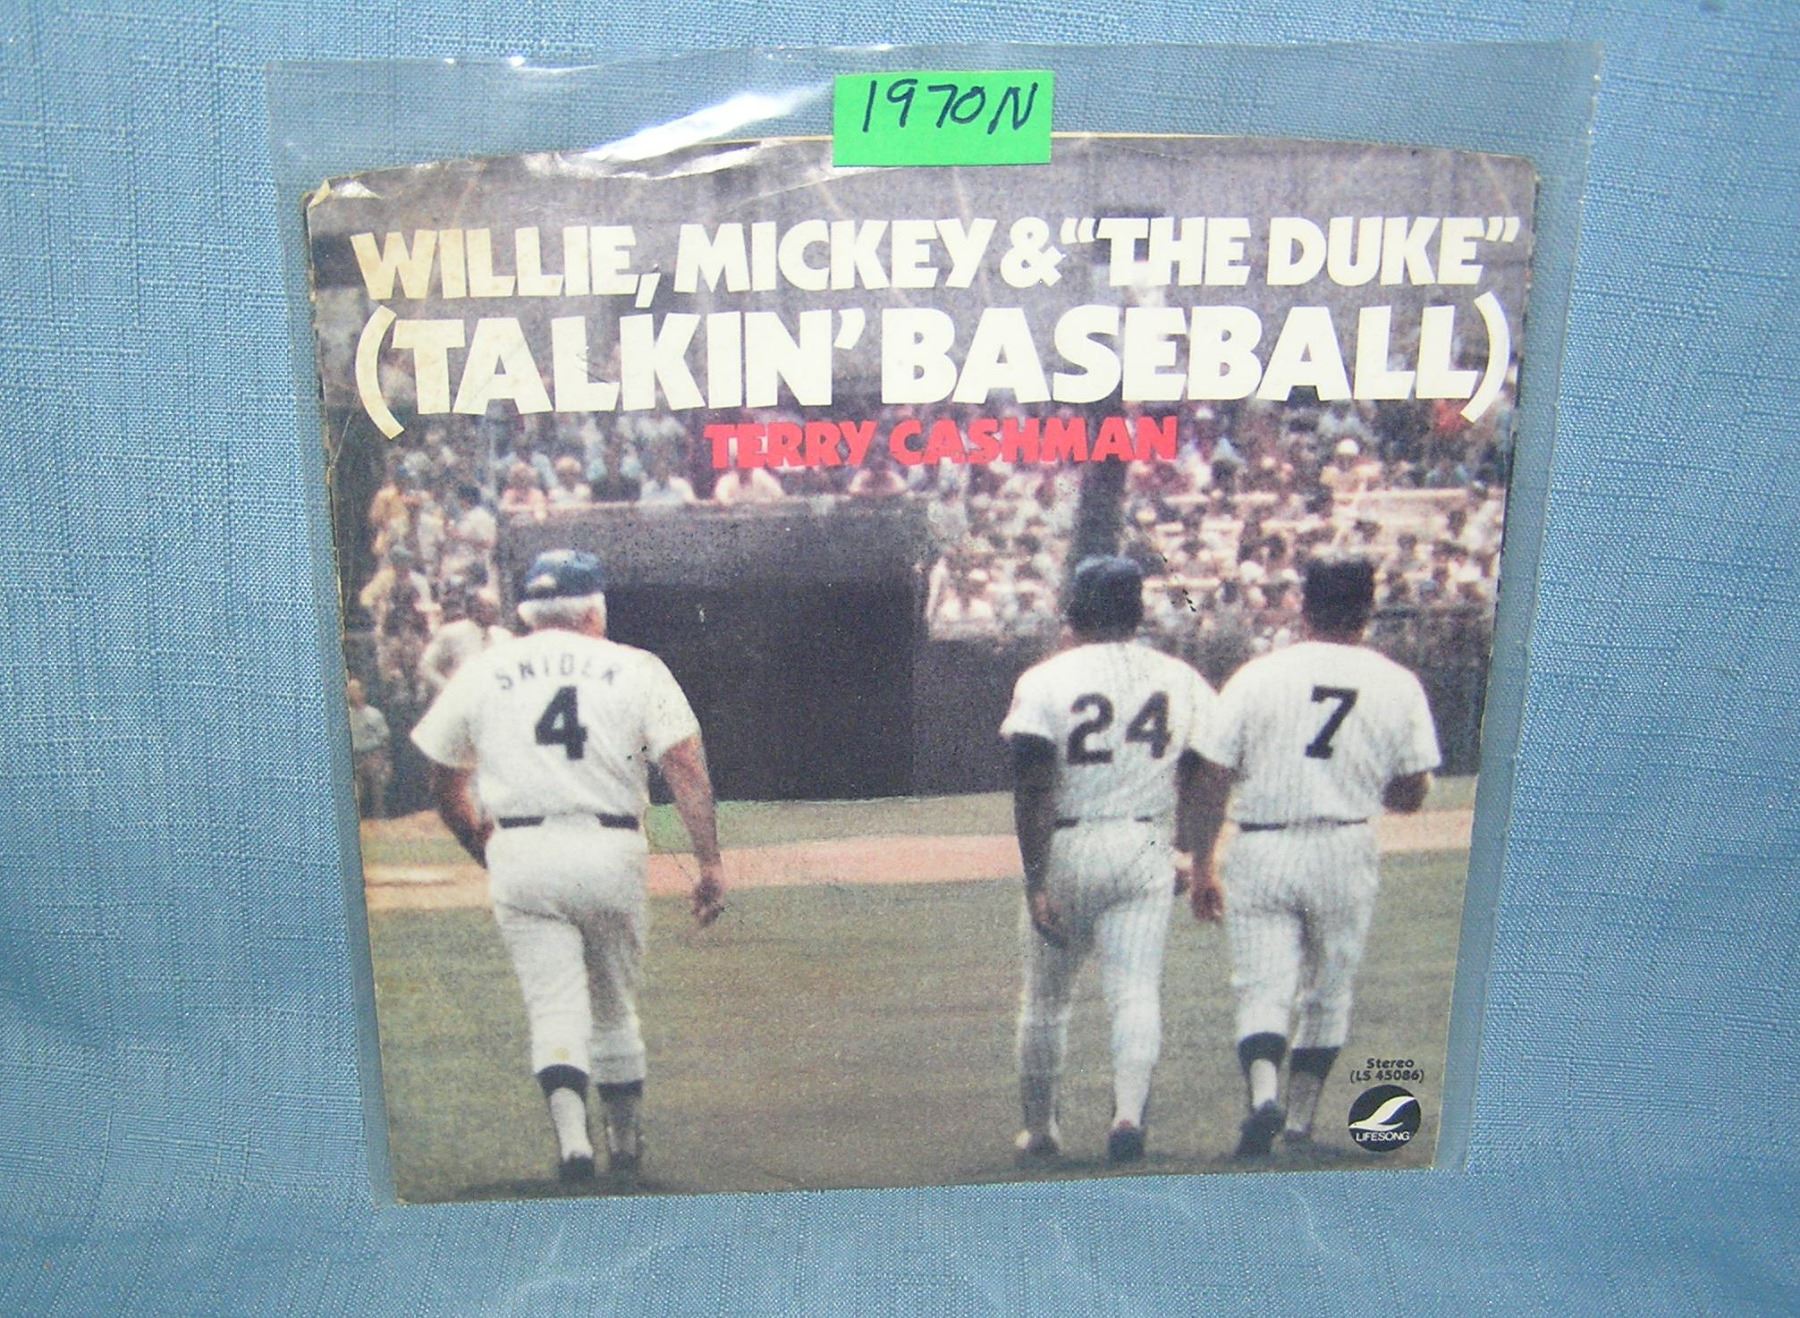 1970N
WILLIE, MICKEY & "THE DUKE"
(TALKIN' BASEBALL)
TERRY CASHMAN
SNIDER
4
24
7
Stereo
(LS 45086)
LIFESONG